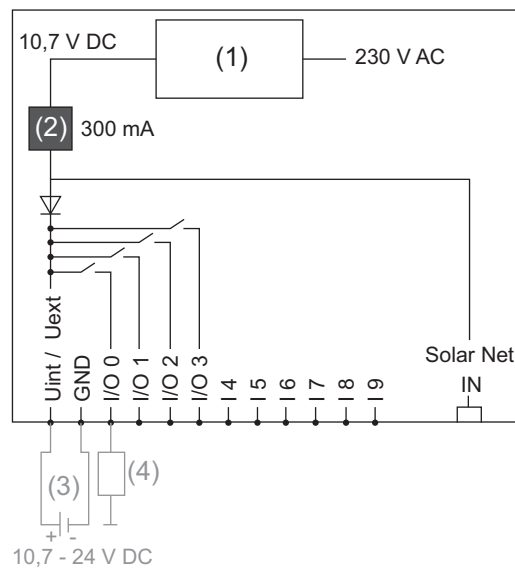 10,7 V DC
(1)
230 V AC
(2)
300 mA
Uint / Uext
GND
I/O 0
I/O 1
I/O 2
I/O 3
I 4
I 5
I 6
I 7
I 8
I 9
Solar Net
IN
(3)
(4)
+ -
10,7 - 24 V DC